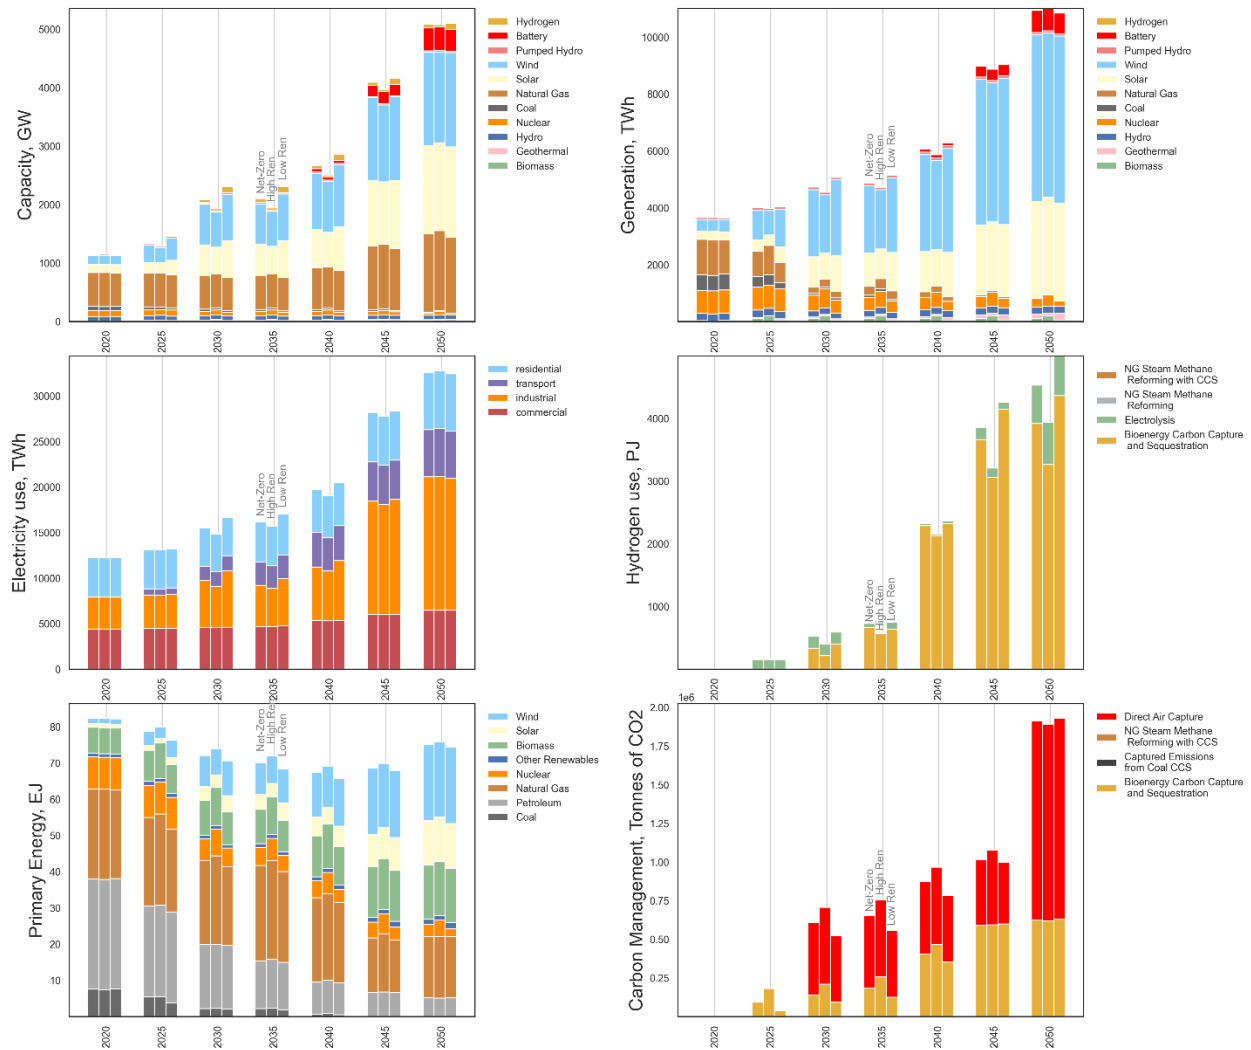 Capacity, GW
5000
4000
3000
2000
1000
0
2020
2025
2030
2035
2040
2045
2050
Net-Zero
High Ren
Low Ren
Hydrogen
Battery
Pumped Hydro
Wind
Solar
Natural Gas
Coal
Nuclear
Hydro
Geothermal
Biomass
Generation, TWh
10000
8000
6000
4000
2000
2020
2025
2030
2035
2040
2045
2050
Net-Zero
High Ren
Low Ren
Hydrogen
Battery
Pumped Hydro
Wind
Solar
Natural Gas
Coal
Nuclear
Hydro
Geothermal
Biomass
Electricity use, TWh
30000
25000
20000
15000
10000
5000
0
2020
2025
2030
2035
2040
2045
2050
Net-Zero
High Ren
Low Ren
residential
transport
industrial
commercial
Hydrogen use, PJ
4000
3000
2000
1000
2020
2025
2030
2035
2040
2045
2050
Net-Zero
High Ren
Low Ren
NG Steam Methane
Reforming with CCS
NG Steam Methane
Reforming
Electrolysis
Bioenergy Carbon Capture
and Sequestration
Primary Energy, EJ
80
70
60
50
40
30
20
10
2020
2025
2030
2035
2040
2045
2050
Net-Zero
High Ren
Low Ren
Wind
Solar
Biomass
Other Renewables
Nuclear
Natural Gas
Petroleum
Coal
Carbon Management, Tonnes of CO2
1e6
2.00
1.75
1.50
1.25
1.00
0.75
0.50
0.25
2020
2025
2030
2035
2040
2045
2050
Net-Zero
High Ren
Low Ren
Direct Air Capture
NG Steam Methane
Reforming with CCS
Captured Emissions
from Coal CCS
Bioenergy Carbon Capture
and Sequestration